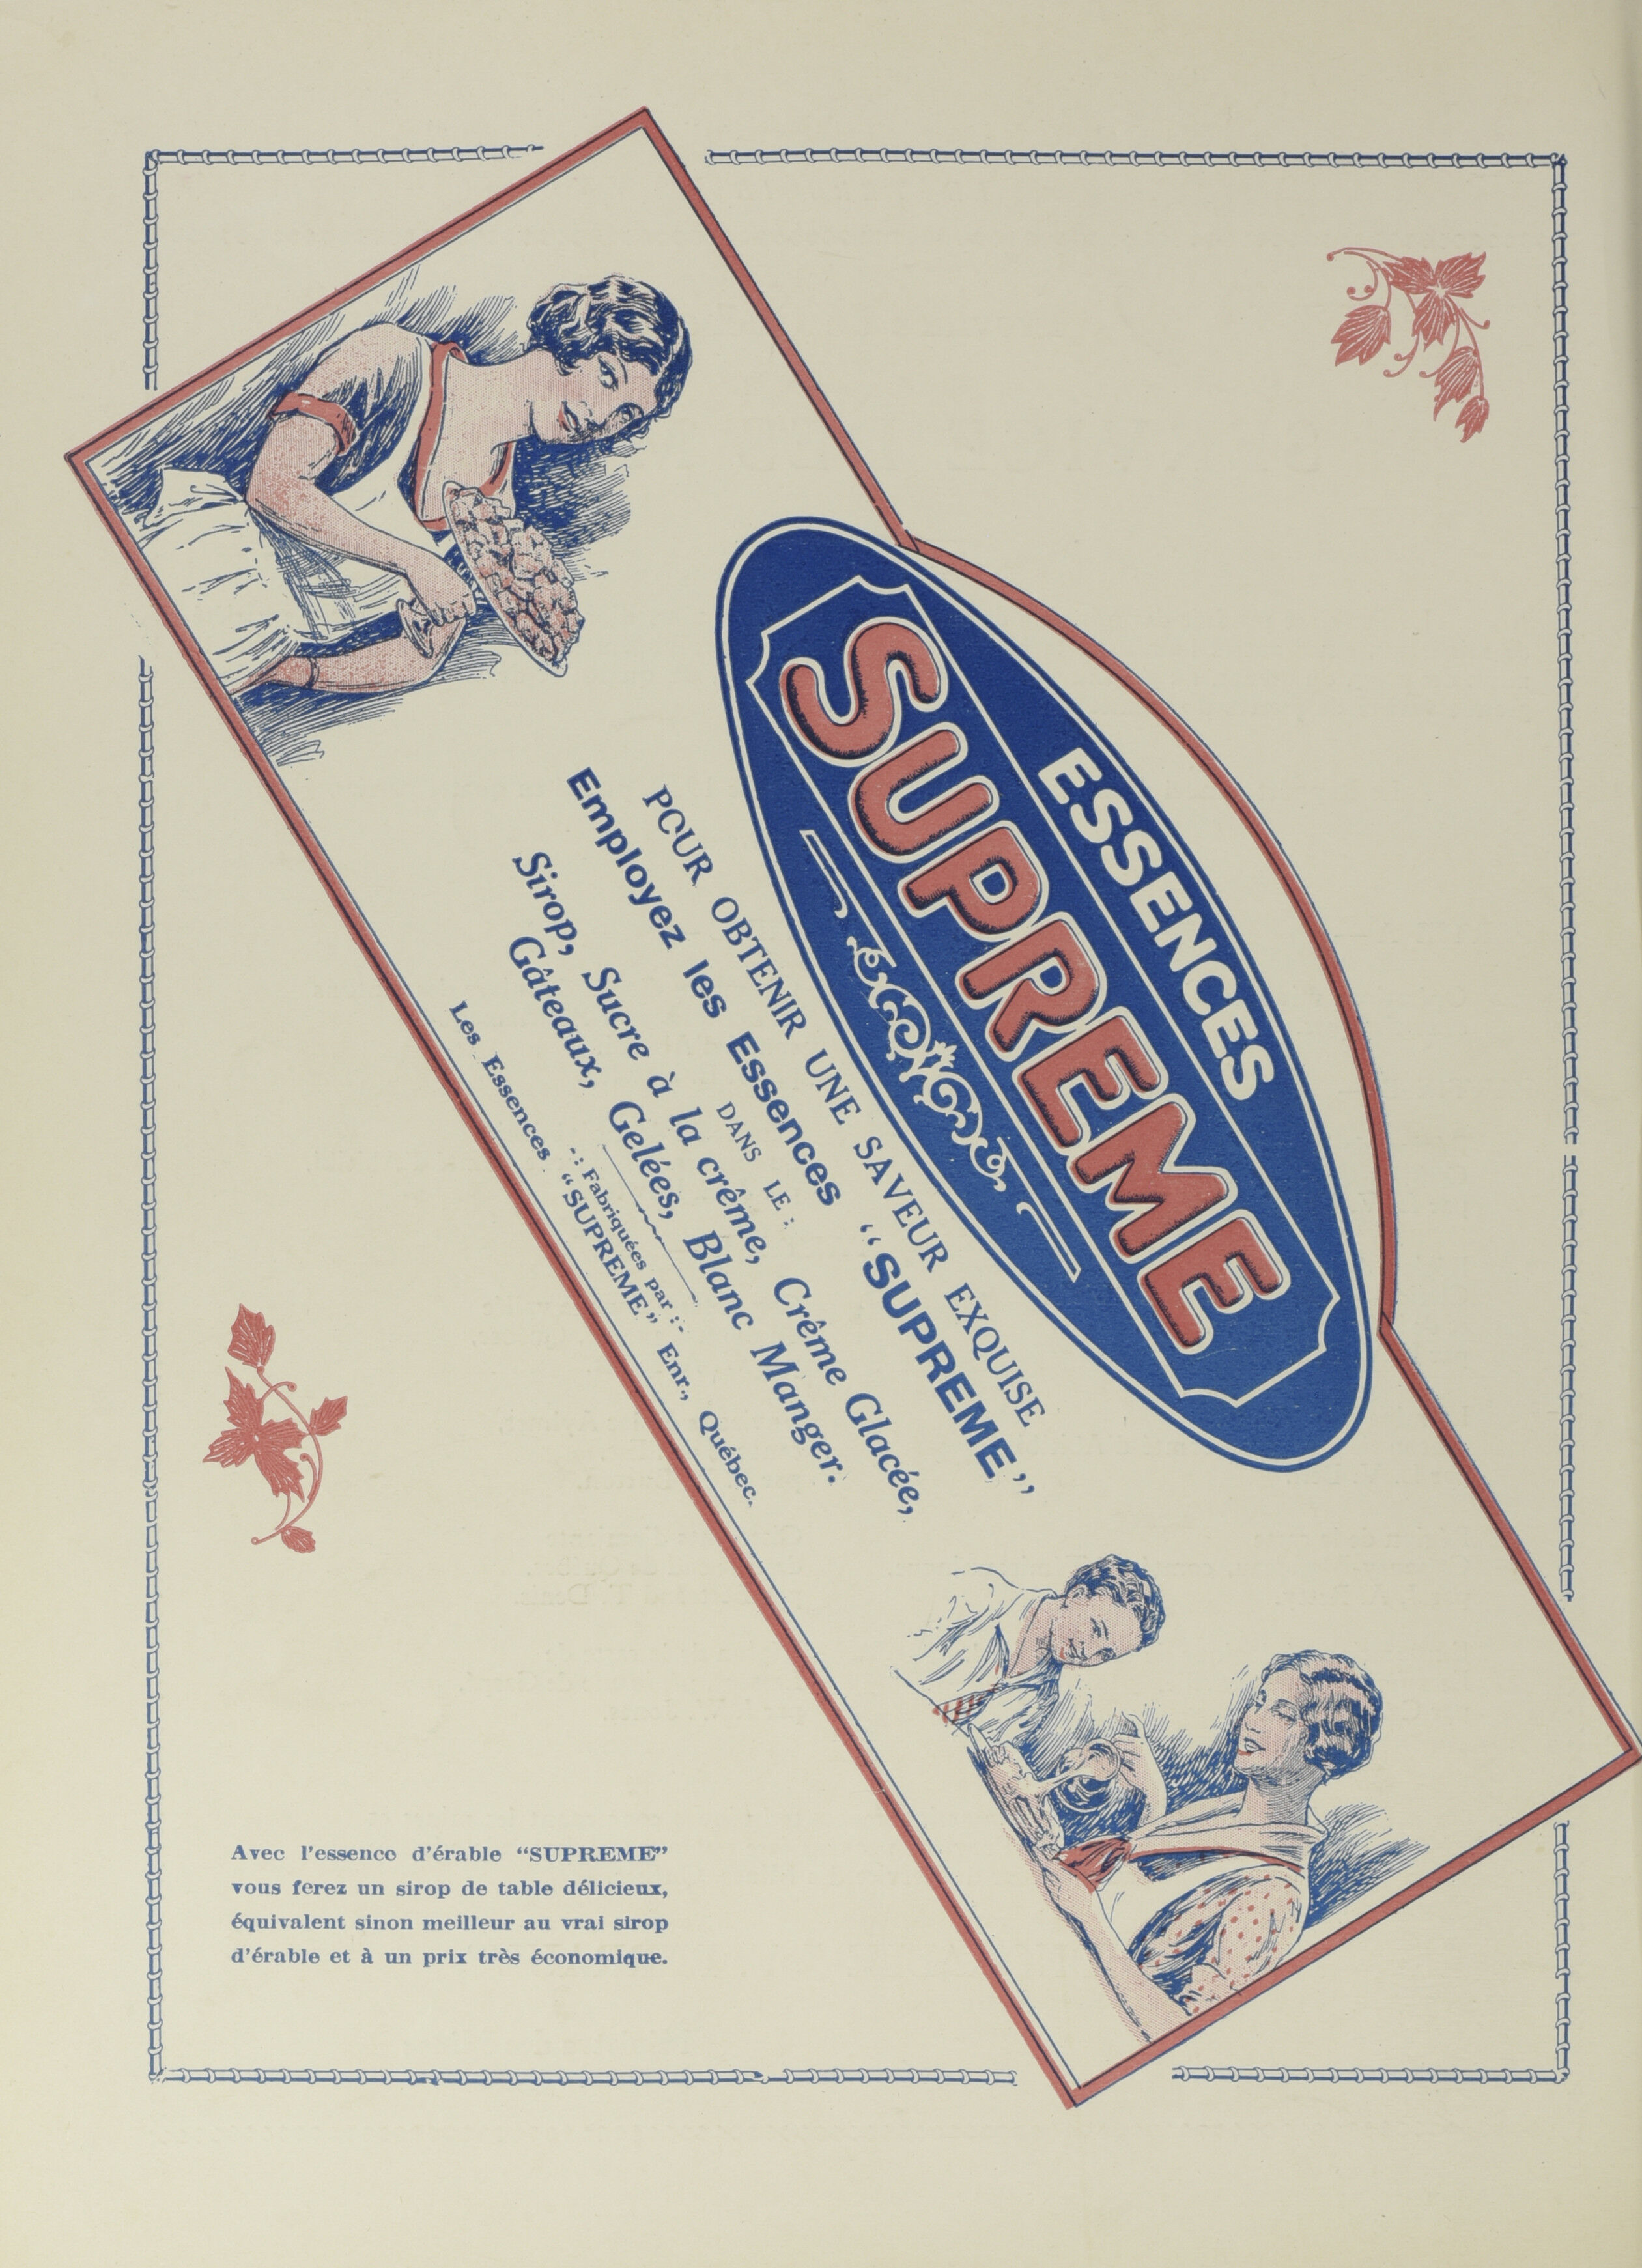 ESSENCES
SUPREME
POUR OBTENIR UNE SAVEUR EXQUISE
Employez les Essences “SUPREME”
DANS LE :
Sirop, Sucre à la crême, Crême Glacée,
Gâteaux, Gelées, Blanc Manger.
-: Fabriquées par :-
Les Essences “SUPREME” Enr., Québec.
Avec l'essence d'érable “SUPREME”
vous ferez un sirop de table délicieux,
équivalent sinon meilleur au vrai sirop
d'érable et à un prix très économique.